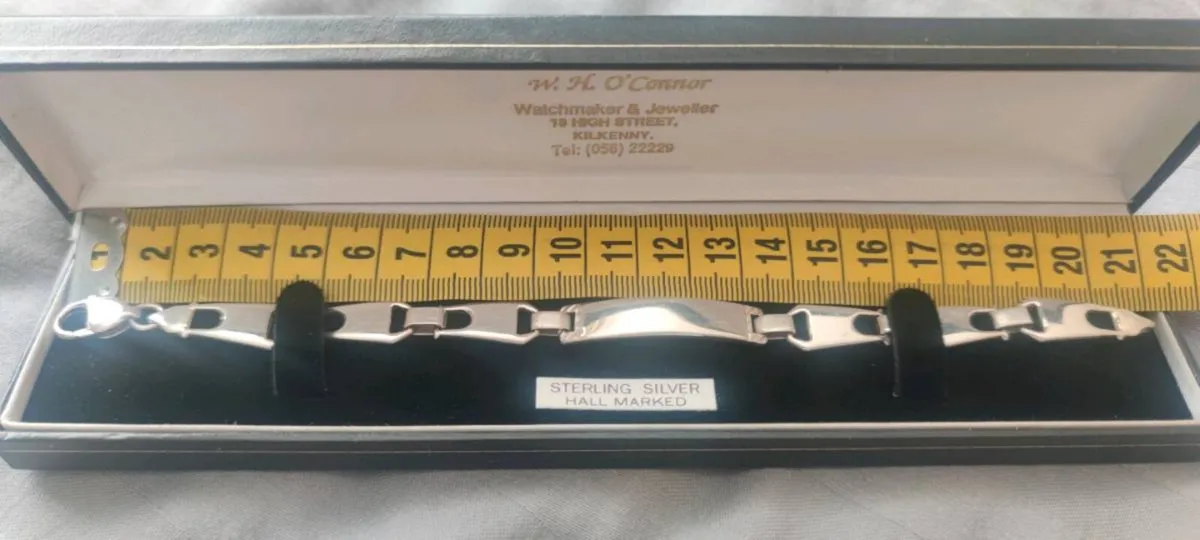 W. H. O'Connor
Watchmaker & Jeweller
19 HIGH STREET,
KILKENNY.
Tel: (056) 22229
1 2 3 4 5 6 7 8 9 10 11 12 13 14 15 16 17 18 19 20 21 22
STERLING SILVER
HALL MARKED